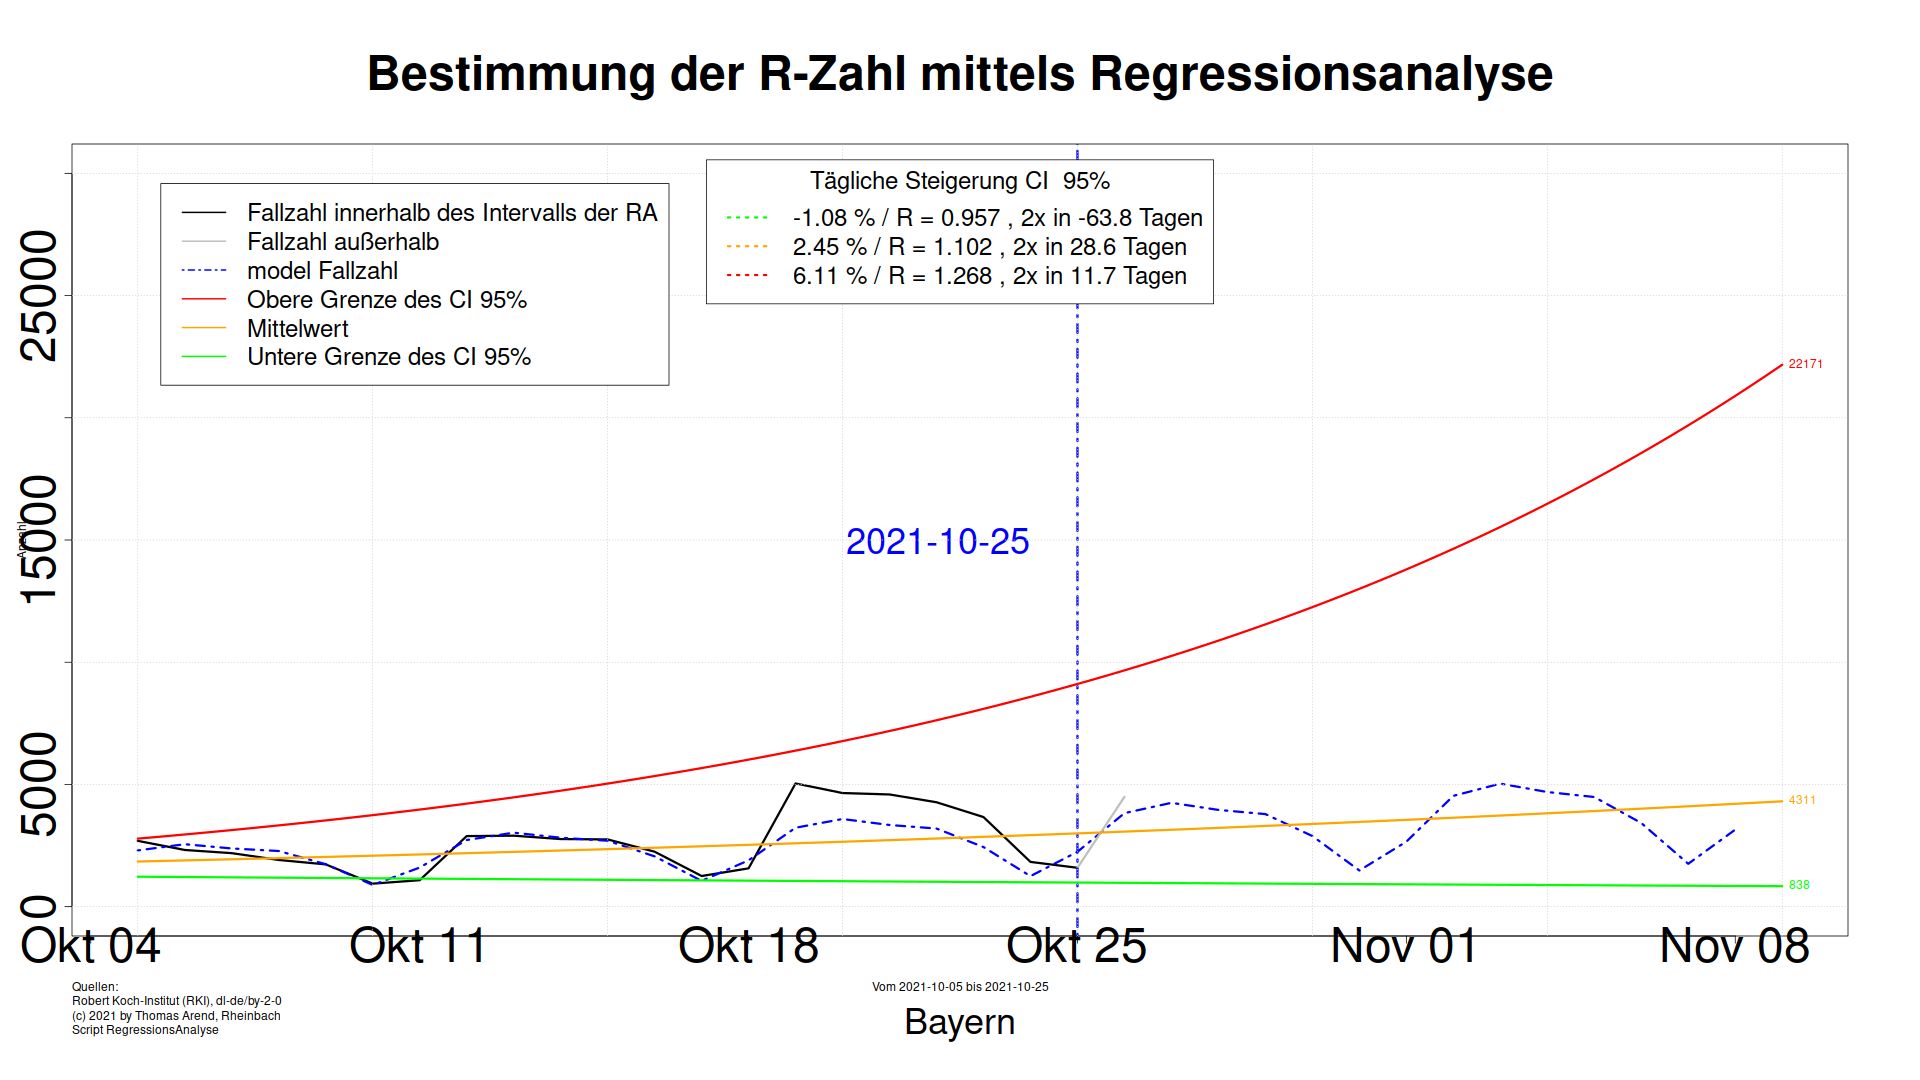 Bestimmung der R-Zahl mittels Regressionsanalyse
Fallzahl innerhalb des Intervalls der RA
Fallzahl außerhalb
model Fallzahl
Obere Grenze des CI 95%
Mittelwert
Untere Grenze des CI 95%
Tägliche Steigerung CI  95%
-1.08 % / R = 0.957 , 2x in -63.8 Tagen
2.45 % / R = 1.102 , 2x in 28.6 Tagen
6.11 % / R = 1.268 , 2x in 11.7 Tagen
25000
15000
5000
0
Anzahl
2021-10-25
22171
4311
838
Okt 04 Okt 11 Okt 18 Okt 25 Nov 01 Nov 08
Quellen:
Robert Koch-Institut (RKI), dl-de/by-2-0
(c) 2021 by Thomas Arend, Rheinbach
Script RegressionsAnalyse
Vom 2021-10-05 bis 2021-10-25
Bayern